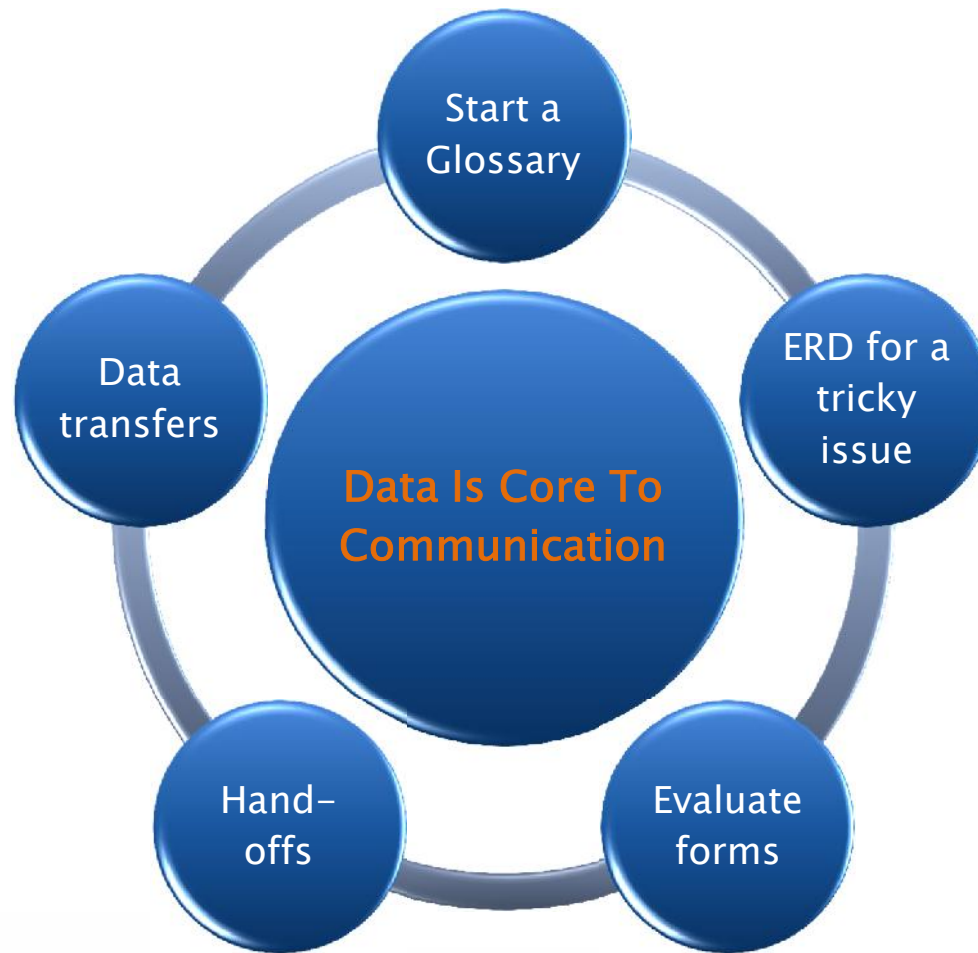 Start a
Glossary
ERD for a
tricky
issue
Evaluate
forms
Hand-
offs
Data
transfers
Data Is Core To
Communication